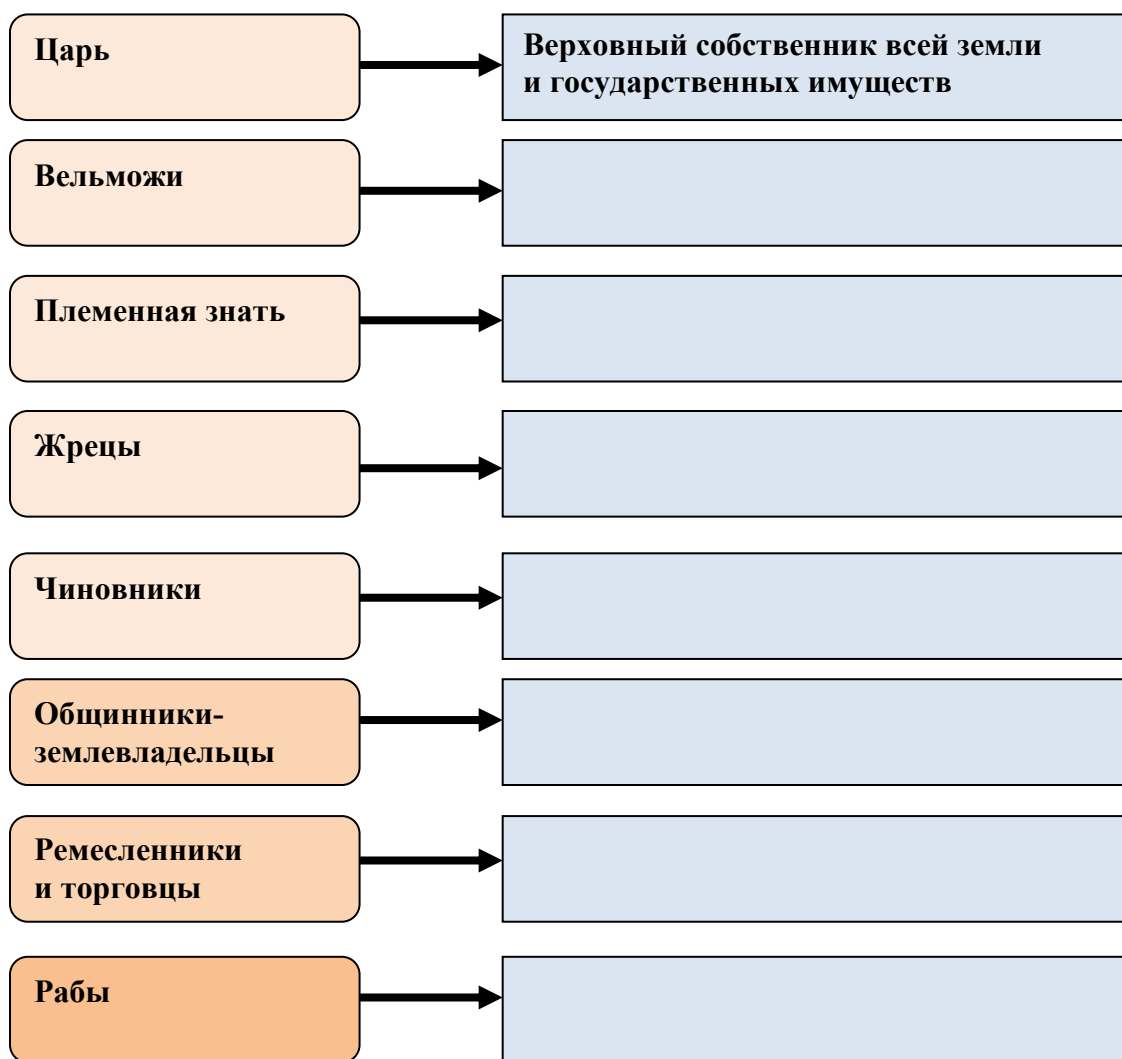 Царь
Верховный собственник всей земли
и государственных имуществ
Вельможи
Племенная знать
Жрецы
Чиновники
Общинники-
землевладельцы
Ремесленники
и торговцы
Рабы